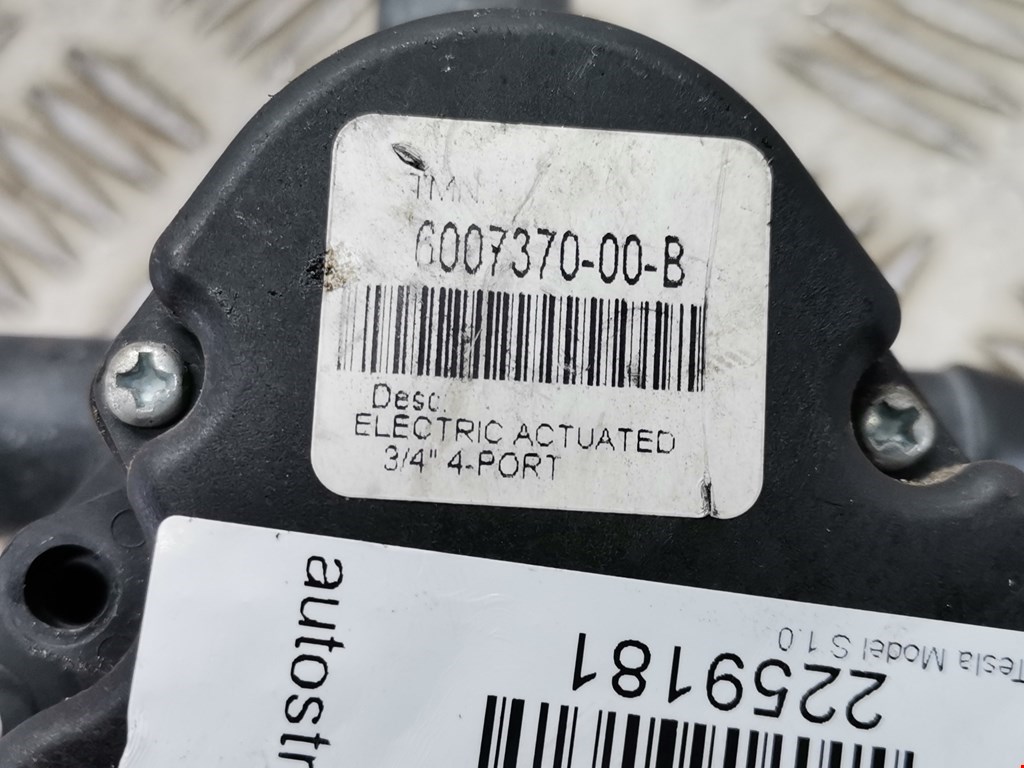 TMN
6007370-00-B
Desc.
ELECTRIC ACTUATED
3/4" 4-PORT
autostr
Tesla Model S 1.0
2259181